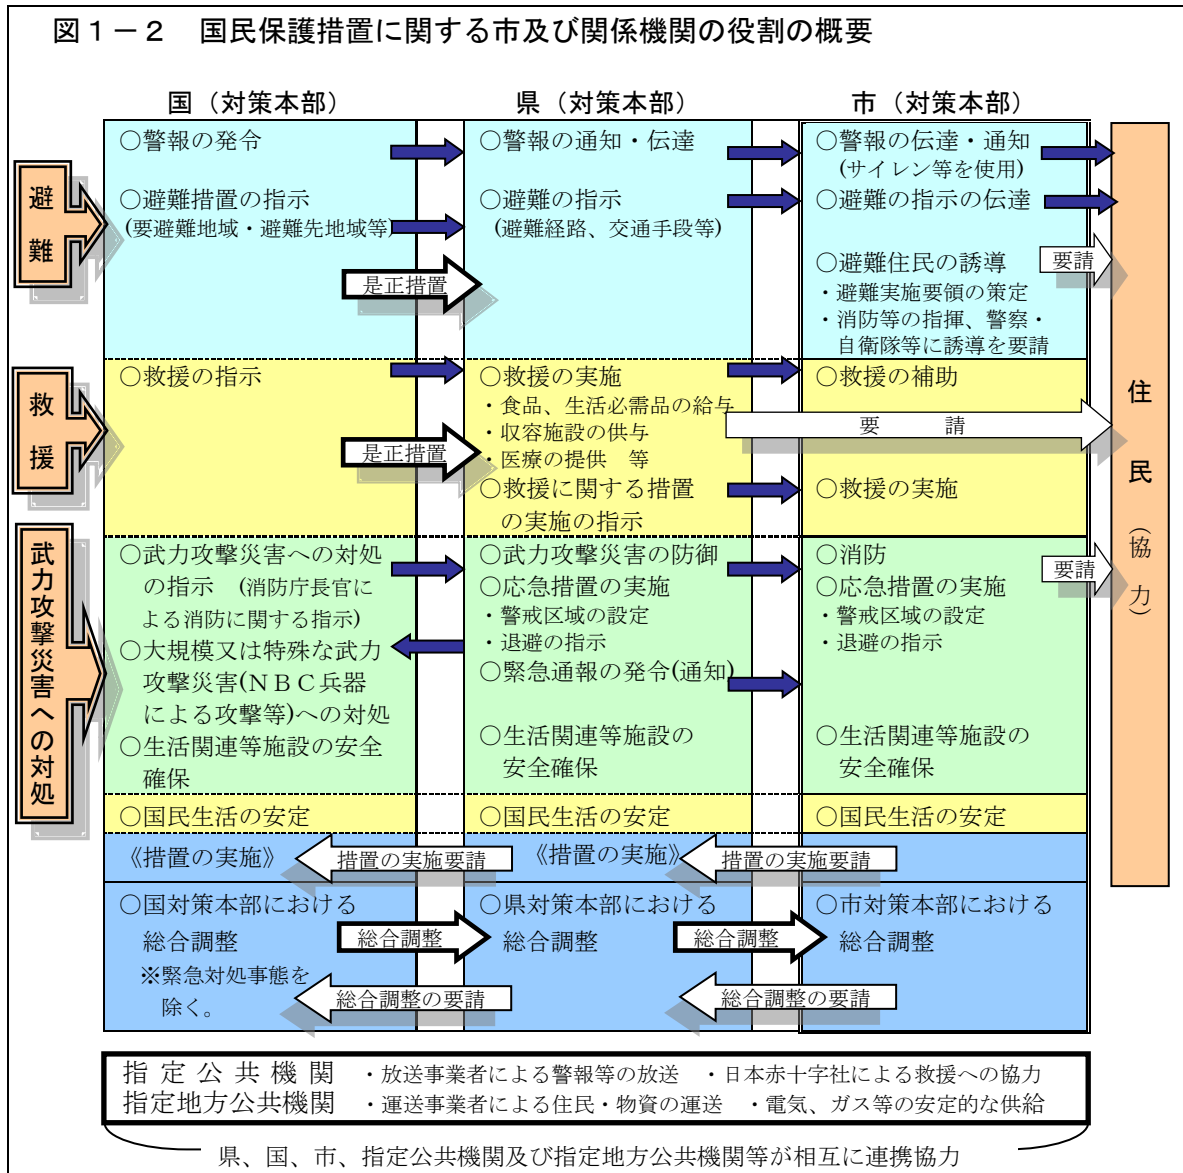 図１－２　国民保護措置に関する市及び関係機関の役割の概要
国（対策本部）
県（対策本部）
市（対策本部）
避難
○警報の発令
○避難措置の指示
(要避難地域・避難先地域等)
是正措置
○警報の通知・伝達
○避難の指示
(避難経路、交通手段等)
○警報の伝達・通知
(サイレン等を使用)
○避難の指示の伝達
○避難住民の誘導
・避難実施要領の策定
・消防等の指揮、警察・
自衛隊等に誘導を要請
要請
救援
○救援の指示
是正措置
○救援の実施
・食品、生活必需品の給与
・収容施設の供与
・医療の提供　等
○救援に関する措置
の実施の指示
○救援の補助
要　請
○救援の実施
武力攻撃災害への対処
○武力攻撃災害への対処
の指示　(消防庁長官に
よる消防に関する指示)
○大規模又は特殊な武力
攻撃災害(ＮＢＣ兵器
による攻撃等)への対処
○生活関連等施設の安全
確保
○武力攻撃災害の防御
○応急措置の実施
・警戒区域の設定
・退避の指示
○緊急通報の発令(通知)
○生活関連等施設の
安全確保
○消防
○応急措置の実施
・警戒区域の設定
・退避の指示
○生活関連等施設の
安全確保
要請
住民（協力）
○国民生活の安定
○国民生活の安定
○国民生活の安定
《措置の実施》
措置の実施要請
《措置の実施》
措置の実施要請
○国対策本部における
総合調整
※緊急対処事態を
除く。
総合調整
総合調整の要請
○県対策本部における
総合調整
総合調整
総合調整の要請
○市対策本部における
総合調整
指定公共機関　・放送事業者による警報等の放送　・日本赤十字社による救援への協力
指定地方公共機関　・運送事業者による住民・物資の運送　・電気、ガス等の安定的な供給
県、国、市、指定公共機関及び指定地方公共機関等が相互に連携協力